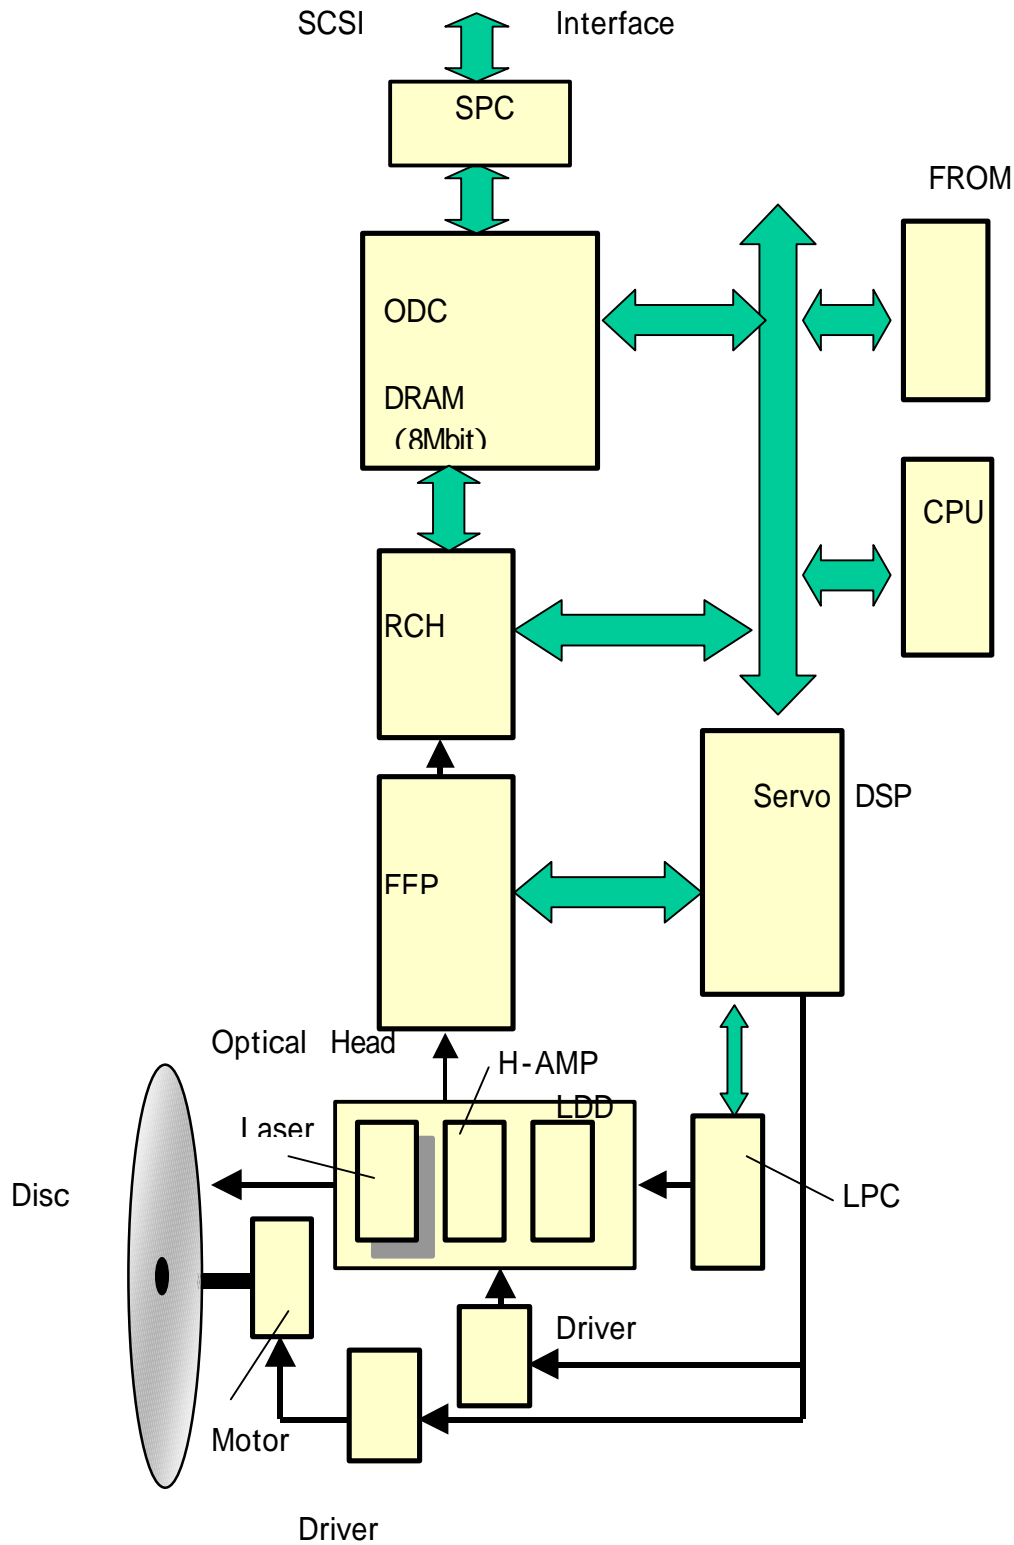 SCSI Interface
SPC
FROM
ODC
DRAM
(8Mbit)
CPU
RCH
Servo DSP
FFP
Optical Head
H-AMP
LDD
Laser
Disc
LPC
Driver
Motor
Driver